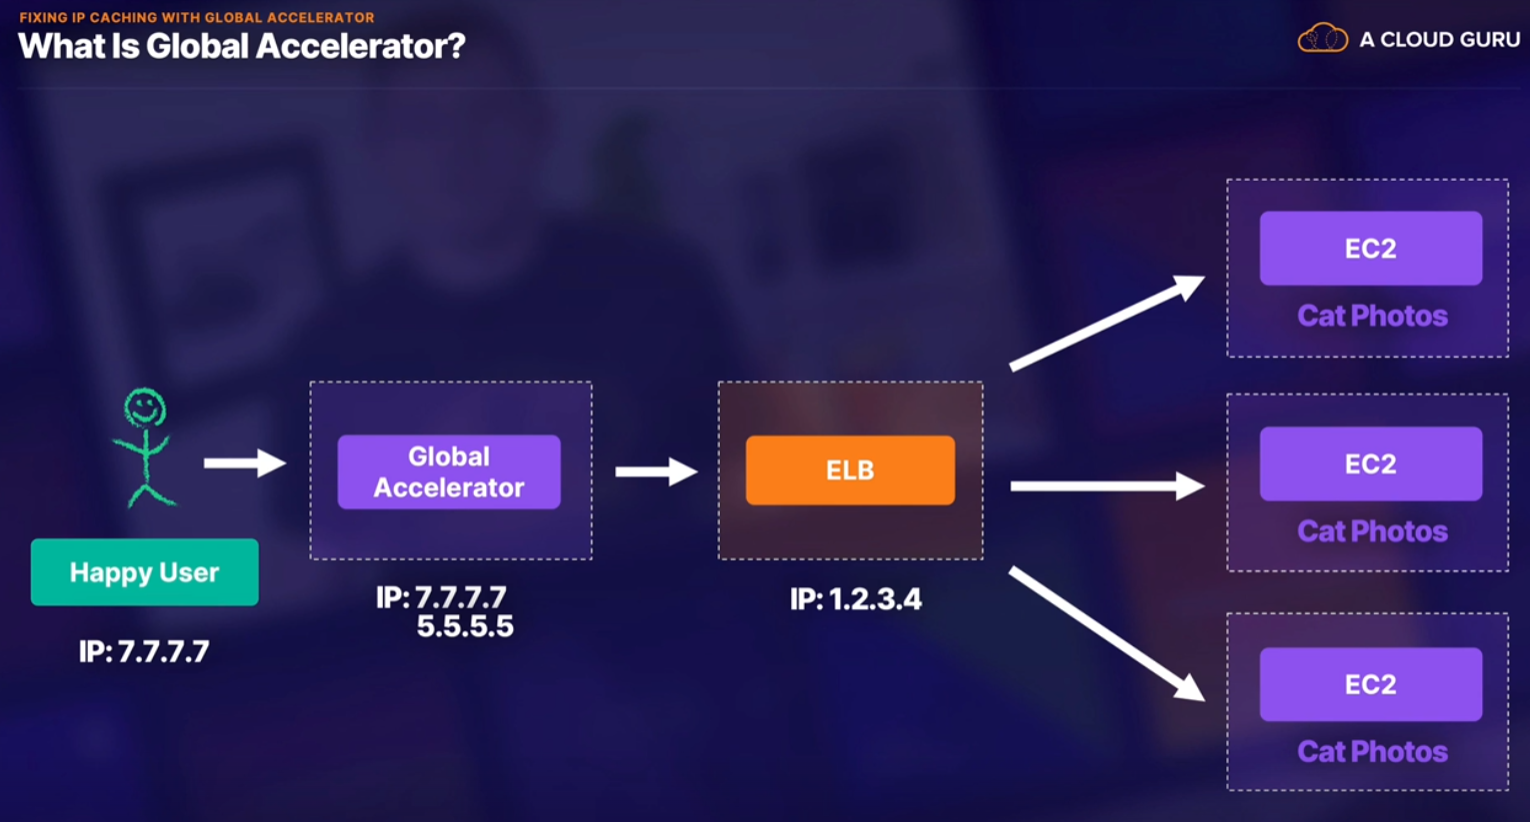 FIXING IP CACHING WITH GLOBAL ACCELERATOR
What Is Global Accelerator?
A CLOUD GURU
EC2
Cat Photos
Global
Accelerator
ELB
EC2
Cat Photos
Happy User
IP: 7.7.7.7
IP: 7.7.7.7
5.5.5.5
IP: 1.2.3.4
EC2
Cat Photos